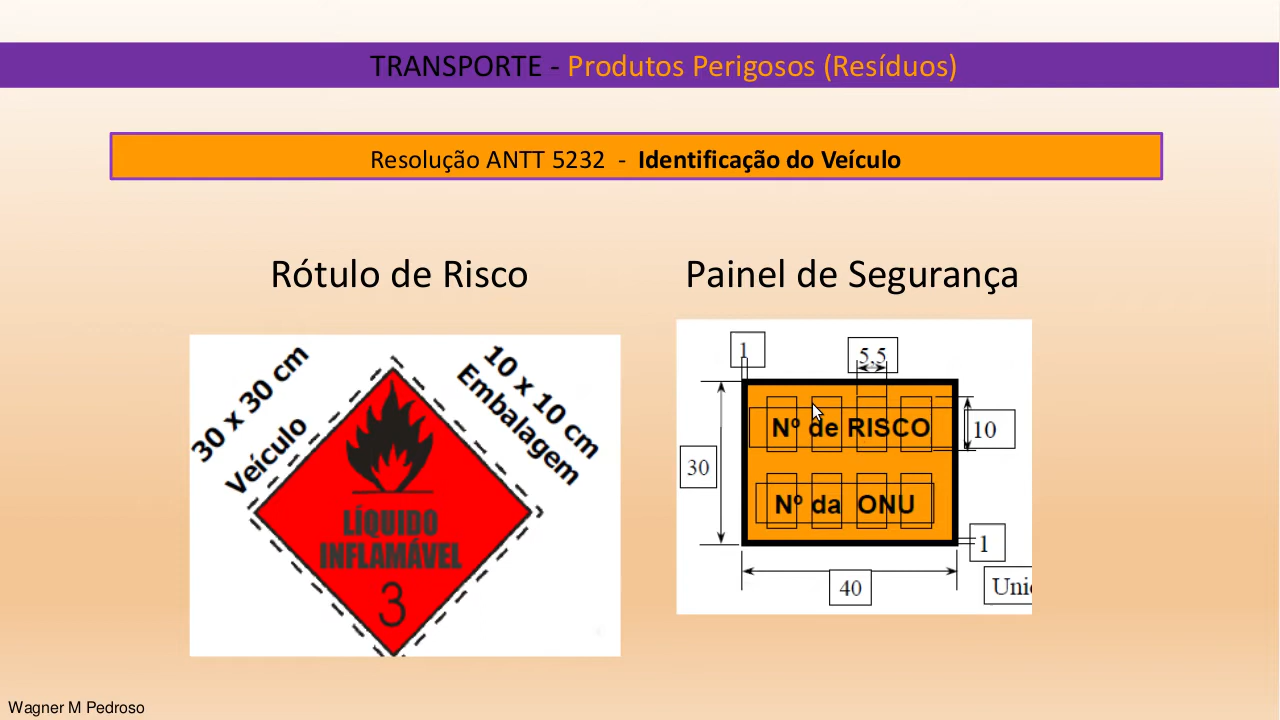 TRANSPORTE - Produtos Perigosos (Resíduos)
Resolução ANTT 5232 - Identificação do Veículo
Rótulo de Risco
Painel de Segurança
30 x 30 cm
Veículo
10 x 10 cm
Embalagem
LÍQUIDO
INFLAMÁVEL
3
1
5,5
Nº de RISCO
10
30
Nº da ONU
1
40
Wagner M Pedroso